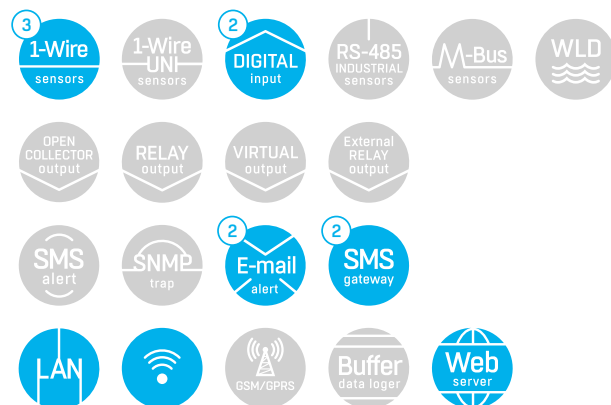 3
1-Wire
sensors
1-Wire
UNI
sensors
2
DIGITAL
input
RS-485
INDUSTRIAL
sensors
M-Bus
sensors
WLD
OPEN
COLLECTOR
output
RELAY
output
VIRTUAL
output
External
RELAY
output
SMS
alert
SNMP
trap
2
E-mail
alert
2
SMS
gateway
LAN
GSM/GPRS
Buffer
data loger
Web
server